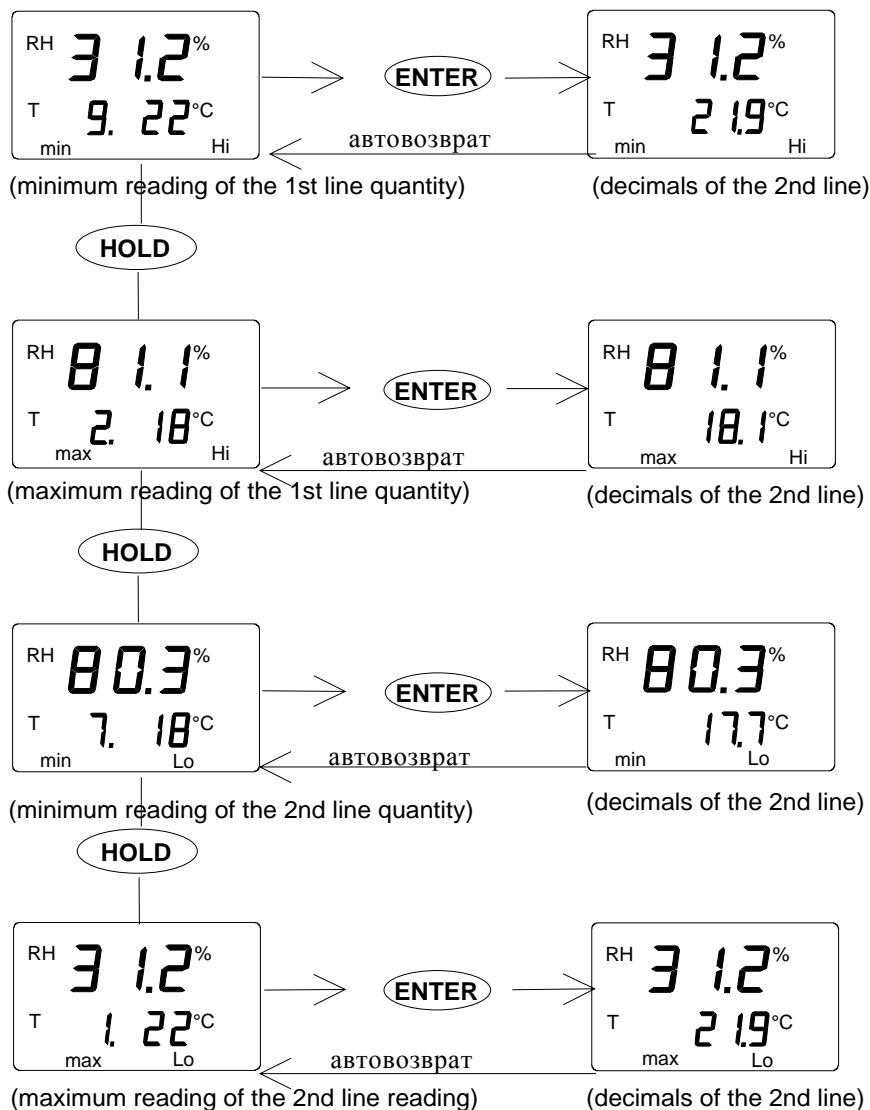 RH 31.2 % RH 31.2 %
ENTER
T 9. 22 °C T 21.9 °C
min Hi автовозврат min Hi
(minimum reading of the 1st line quantity) (decimals of the 2nd line)
HOLD
RH 81.1 % RH 81.1 %
ENTER
T 2. 18 °C T 18.1 °C
max Hi автовозврат max Hi
(maximum reading of the 1st line quantity) (decimals of the 2nd line)
HOLD
RH 80.3 % RH 80.3 %
ENTER
T 7. 18 °C T 17.7 °C
min Lo автовозврат min Lo
(minimum reading of the 2nd line quantity) (decimals of the 2nd line)
HOLD
RH 31.2 % RH 31.2 %
ENTER
T 1. 22 °C T 21.9 °C
max Lo автовозврат max Lo
(maximum reading of the 2nd line reading) (decimals of the 2nd line)